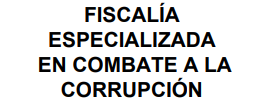 FISCALÍA
ESPECIALIZADA
EN COMBATE A LA
CORRUPCIÓN